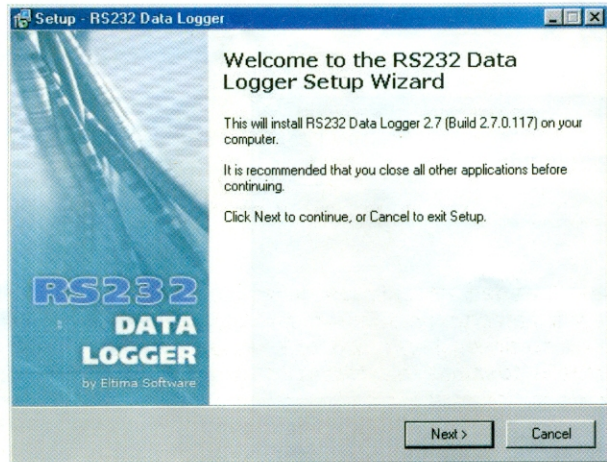 Setup - RS232 Data Logger
Welcome to the RS232 Data
Logger Setup Wizard
This will install RS232 Data Logger 2.7 (Build 2.7.0.117) on your
computer.
It is recommended that you close all other applications before
continuing.
Click Next to continue, or Cancel to exit Setup.
RS232
DATA
LOGGER
by Eltima Software
Next >
Cancel